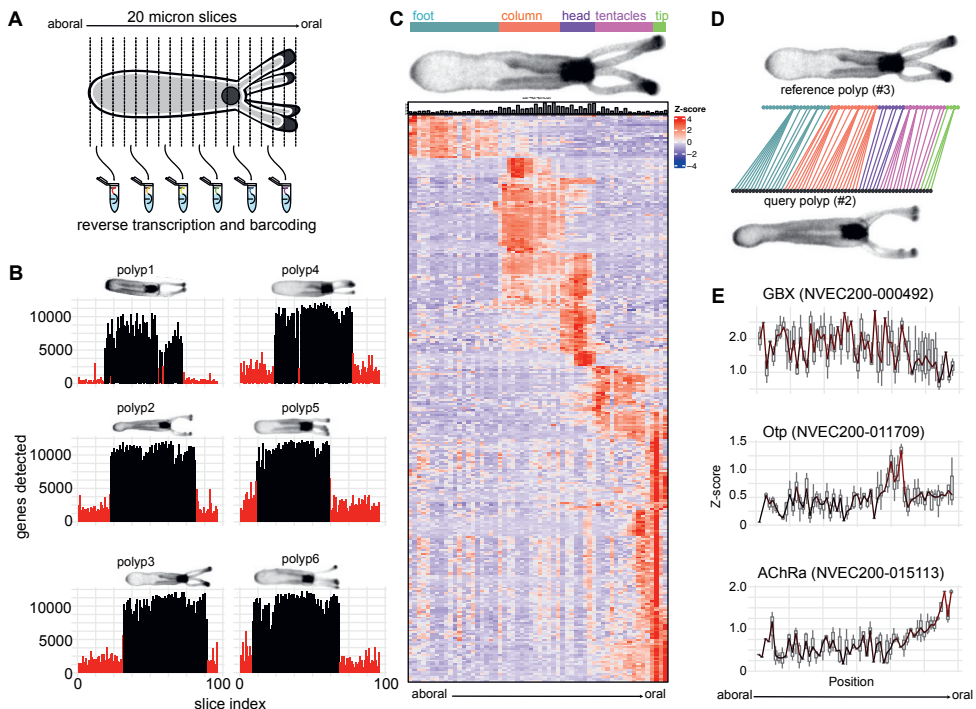 A
20 micron slices
aboral
oral
reverse transcription and barcoding
B
polyp1
polyp4
10000
5000
0
polyp2
polyp5
10000
5000
0
polyp3
polyp6
10000
5000
0
genes detected
0
100
0
100
slice index
C
foot
column
head
tentacles
tip
Z-score
4
2
0
−2
−4
aboral
oral
D
reference polyp (#3)
query polyp (#2)
E
GBX (NVEC200-000492)
2.0
1.0
Otp (NVEC200-011709)
1.5
1.0
0.5
0
Z-score
AChRa (NVEC200-015113)
2.0
1.0
0
Position
aboral
oral